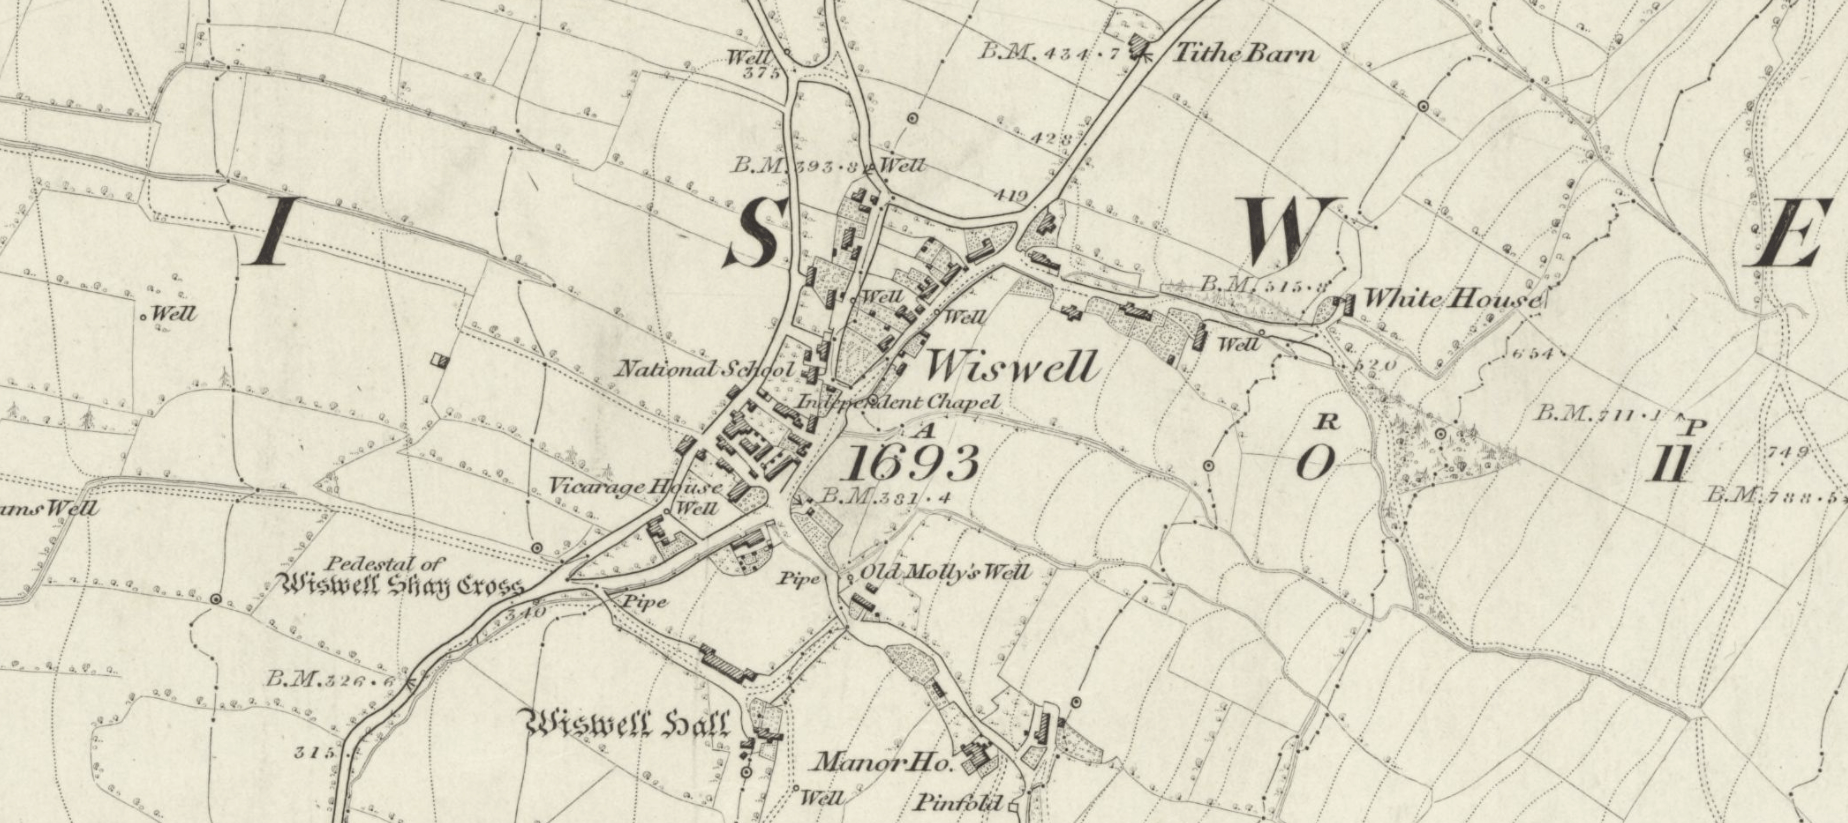 Well
375
B.M. 434·7
Tithe Barn
428
B.M. 393·8
Well
419
I
S
W
E
B.M. 515·8
Well
Well
White House
Well
Well
654
National School
Wiswell
520
Independent Chapel
B.M. 711·1
R
P
A
1693
O
11
749
Vicarage House
B.M. 381·4
B.M. 788·5
Well
ams Well
Pedestal of
Wiswell Shay Cross
Pipe
Old Molly's Well
340
Pipe
B.M. 326·6
Wiswell Hall
315
Manor Ho.
Well
Pinfold